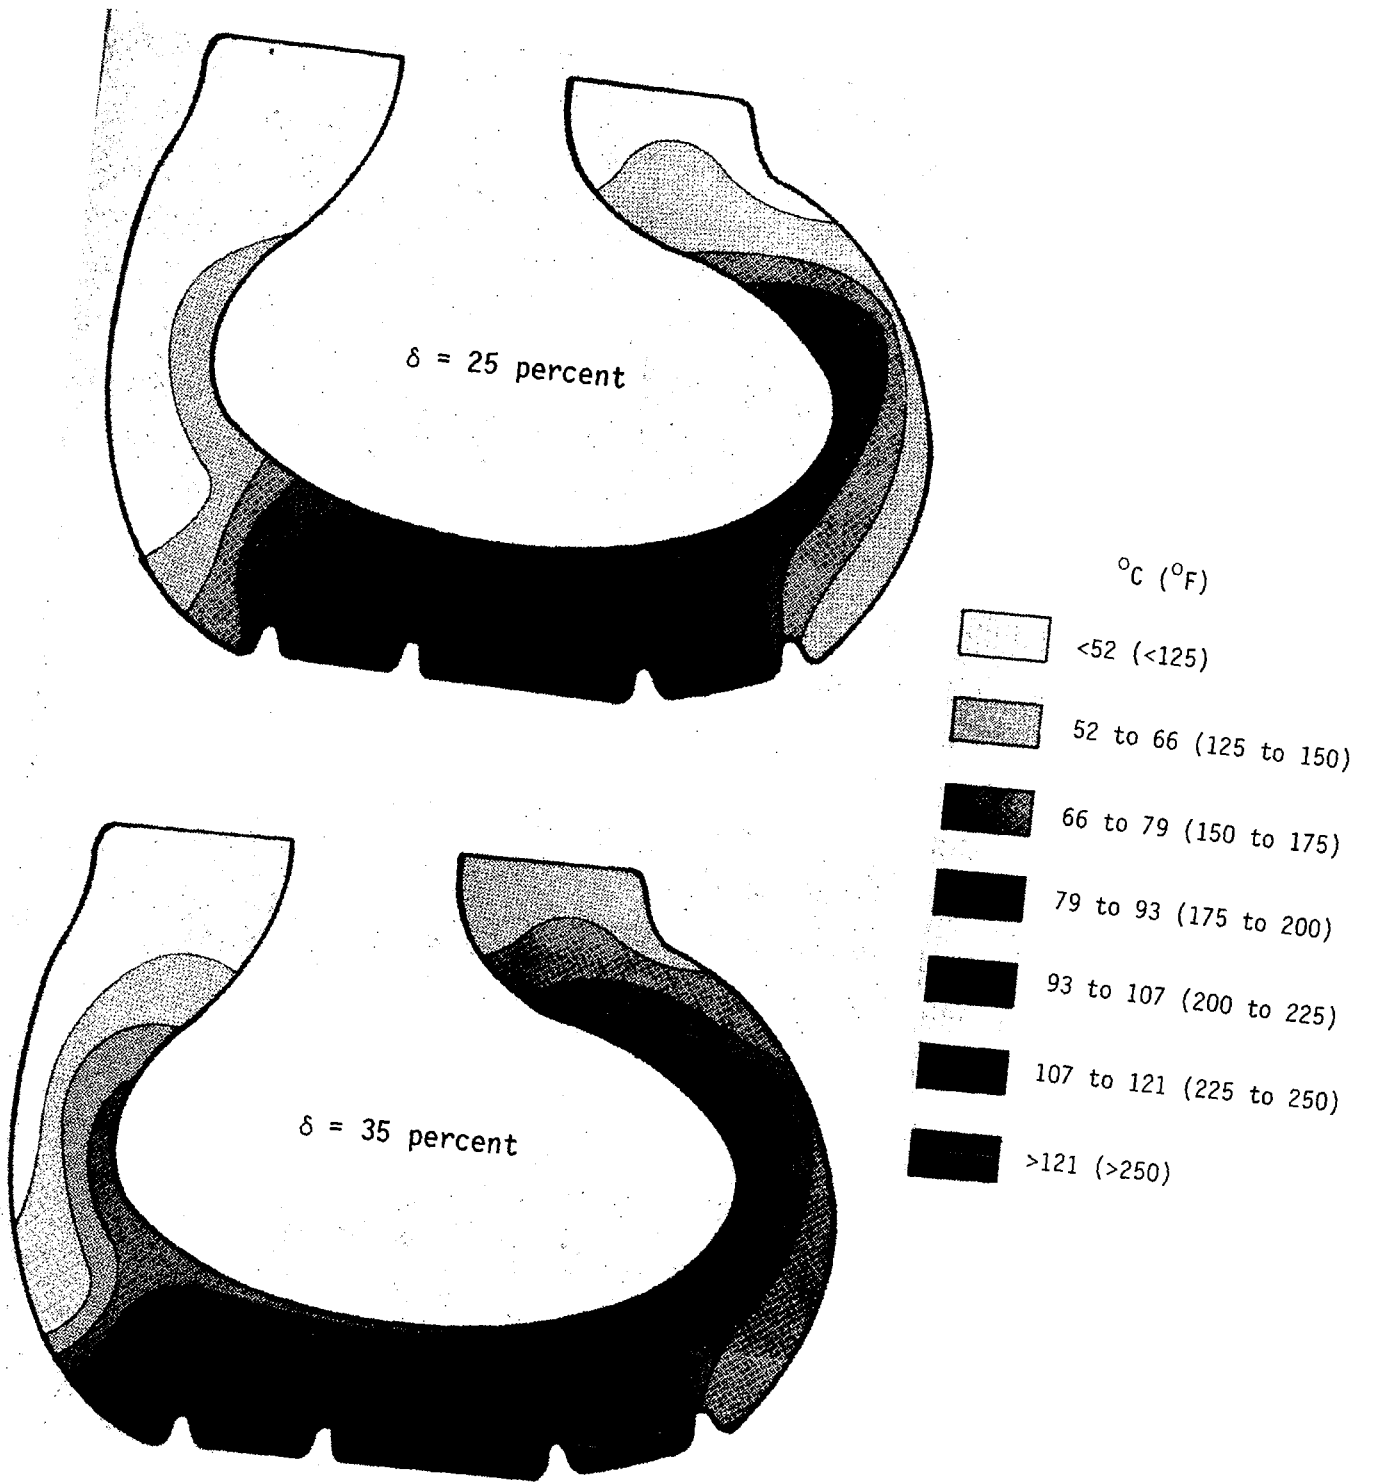 δ = 25 percent
°C (°F)
<52 (<125)
52 to 66 (125 to 150)
66 to 79 (150 to 175)
79 to 93 (175 to 200)
93 to 107 (200 to 225)
107 to 121 (225 to 250)
>121 (>250)
δ = 35 percent